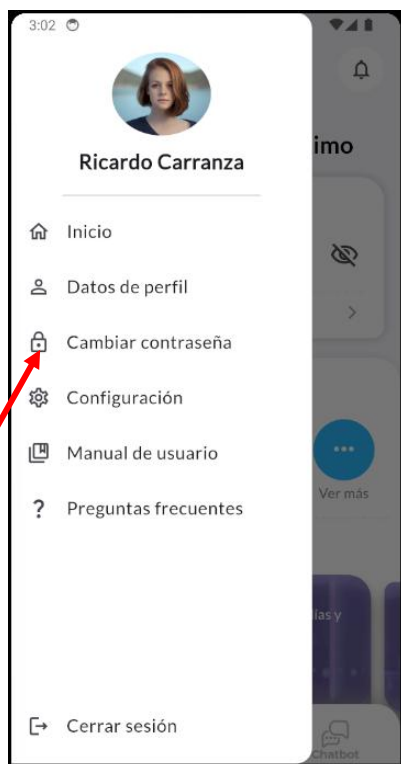 3:02
imo
Ricardo Carranza
Inicio
Datos de perfil
Cambiar contraseña
Configuración
Manual de usuario
Ver más
? Preguntas frecuentes
ías y
Cerrar sesión
Chatbot